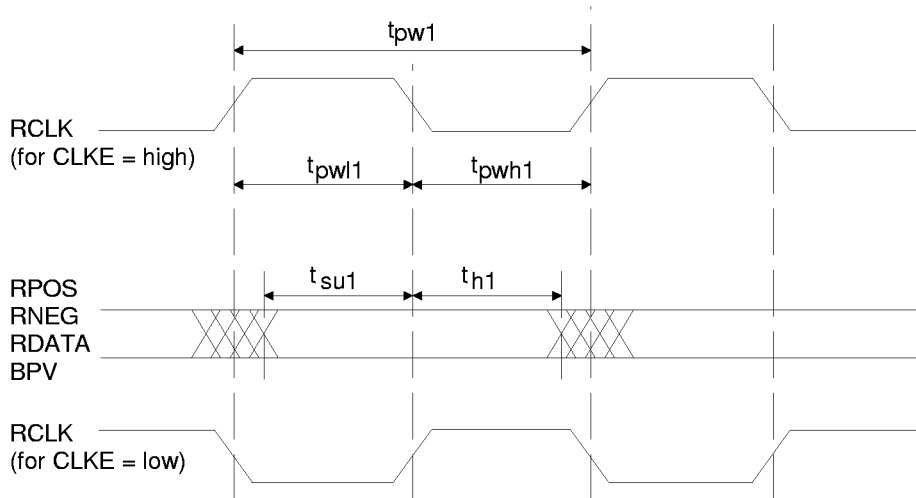 tpw1
RCLK
(for CLKE = high)
tpwl1
tpwh1
RPOS
RNEG
RDATA
BPV
tsu1
th1
RCLK
(for CLKE = low)